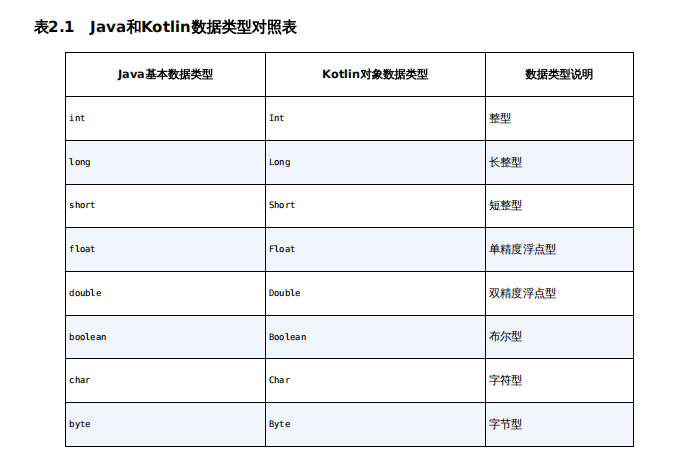 表2.1 Java和Kotlin数据类型对照表
Java基本数据类型 Kotlin对象数据类型 数据类型说明
int Int 整型
long Long 长整型
short Short 短整型
float Float 单精度浮点型
double Double 双精度浮点型
boolean Boolean 布尔型
char Char 字符型
byte Byte 字节型